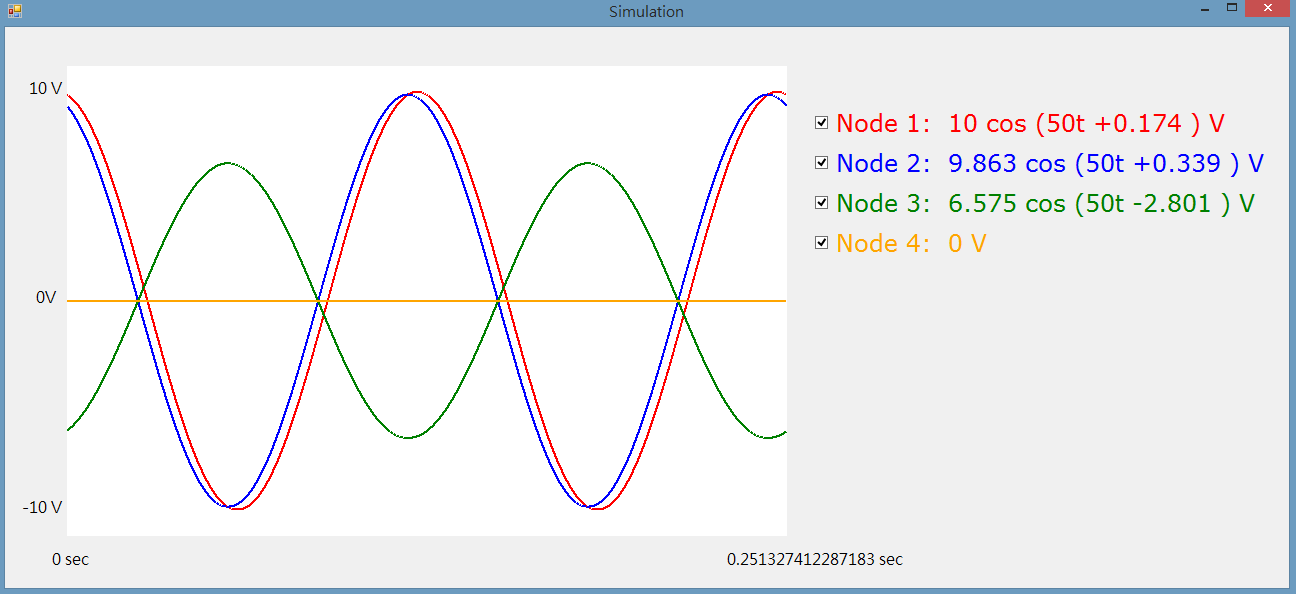 Simulation
10 V
0V
-10 V
0 sec
0.251327412287183 sec
Node 1: 10 cos (50t +0.174 ) V
Node 2: 9.863 cos (50t +0.339 ) V
Node 3: 6.575 cos (50t -2.801 ) V
Node 4: 0 V